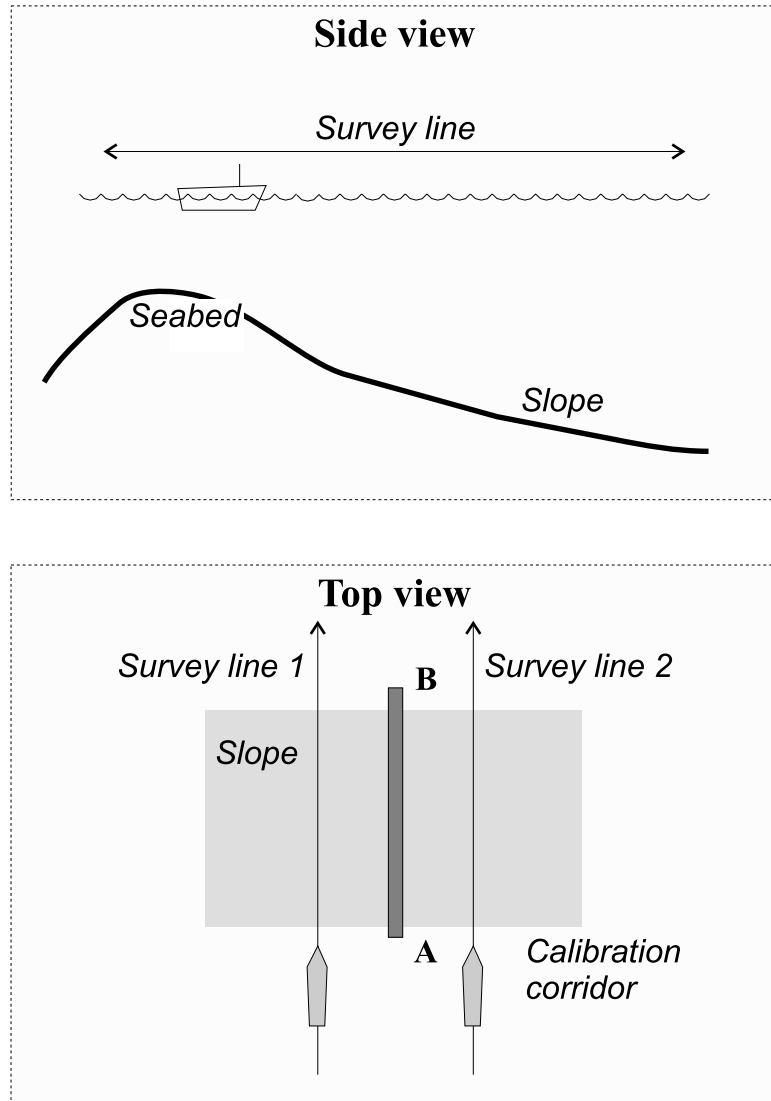 Side view
Survey line
Seabed
Slope
Top view
Survey line 1
B
Survey line 2
Slope
A
Calibration
corridor